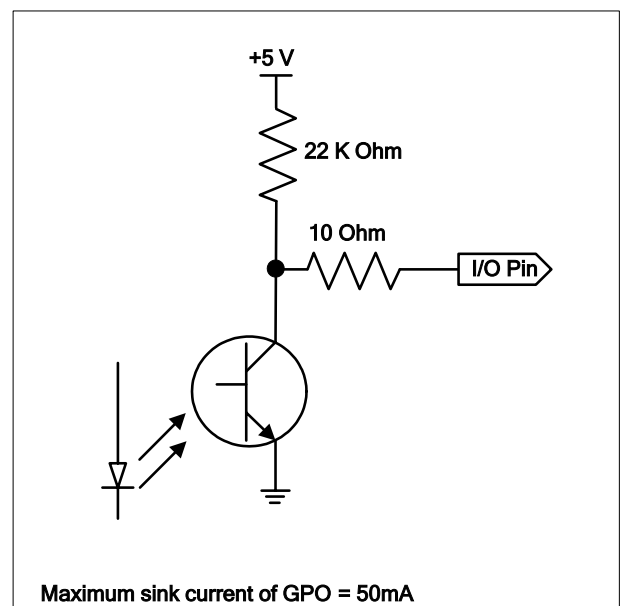 +5 V
22 K Ohm
10 Ohm
I/O Pin
Maximum sink current of GPO = 50mA